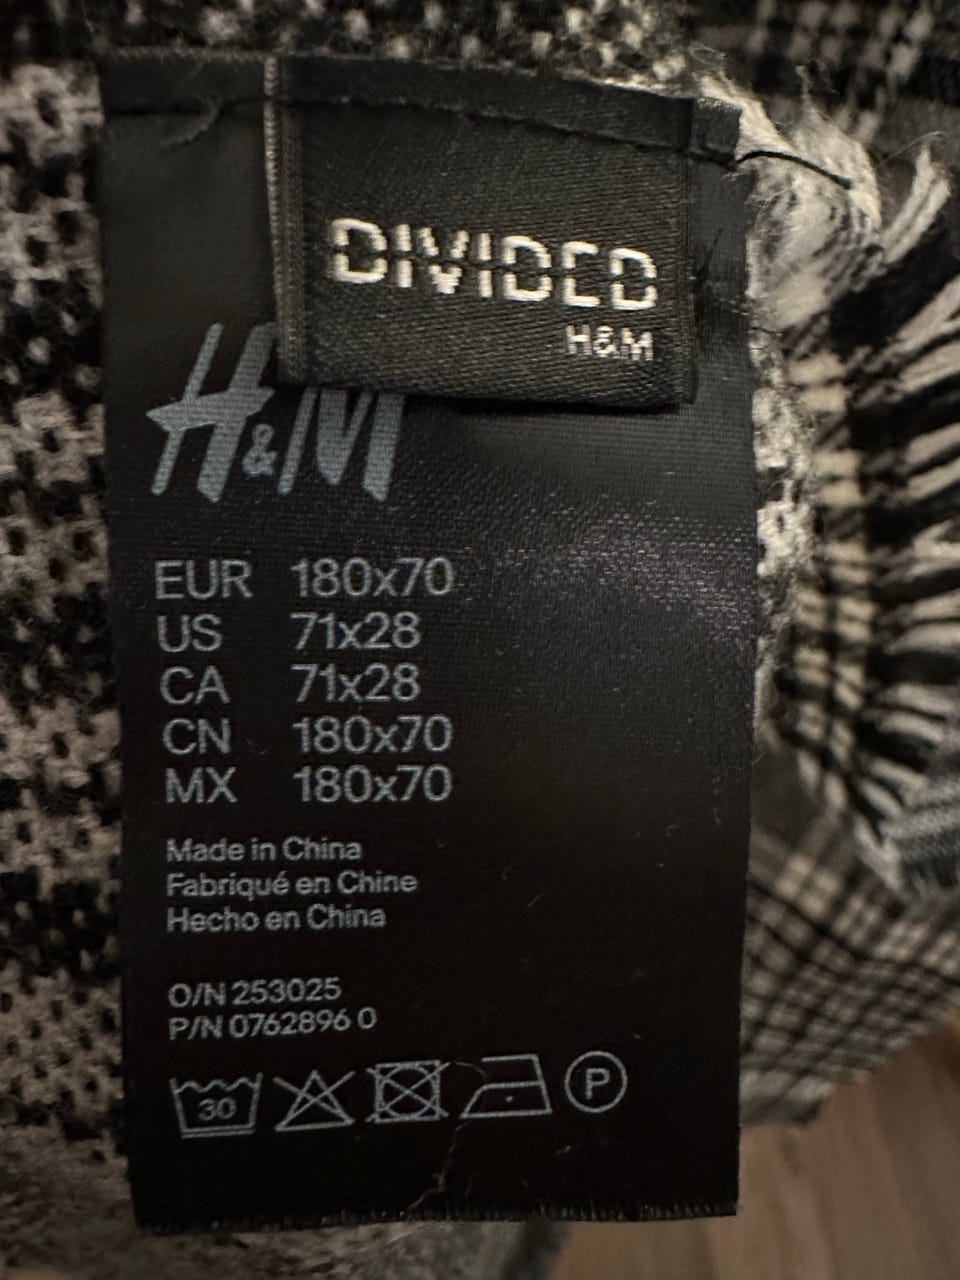 DIVIDED
H&M
H&M
EUR 180x70
US 71x28
CA 71x28
CN 180x70
MX 180x70
Made in China
Fabriqué en Chine
Hecho en China
O/N 253025
P/N 0762896 0
30
P